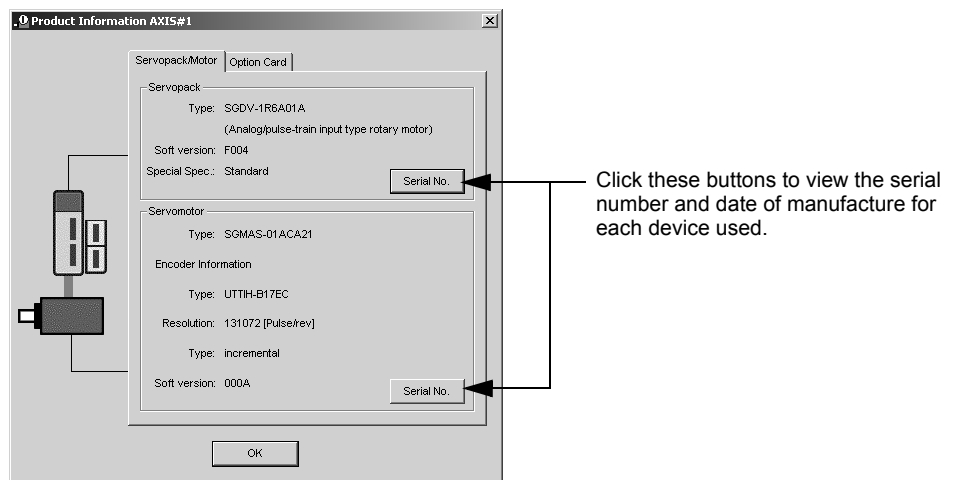 Product Information AXIS#1
Servopack/Motor
Option Card
Servopack
Type: SGDV-1R6A01A
(Analog/pulse-train input type rotary motor)
Soft version: F004
Special Spec.: Standard
Serial No.
Servomotor
Type: SGMAS-01ACA21
Encoder Information
Type: UTTIH-B17EC
Resolution: 131072 [Pulse/rev]
Type: incremental
Soft version: 000A
Serial No.
OK
Click these buttons to view the serial
number and date of manufacture for
each device used.